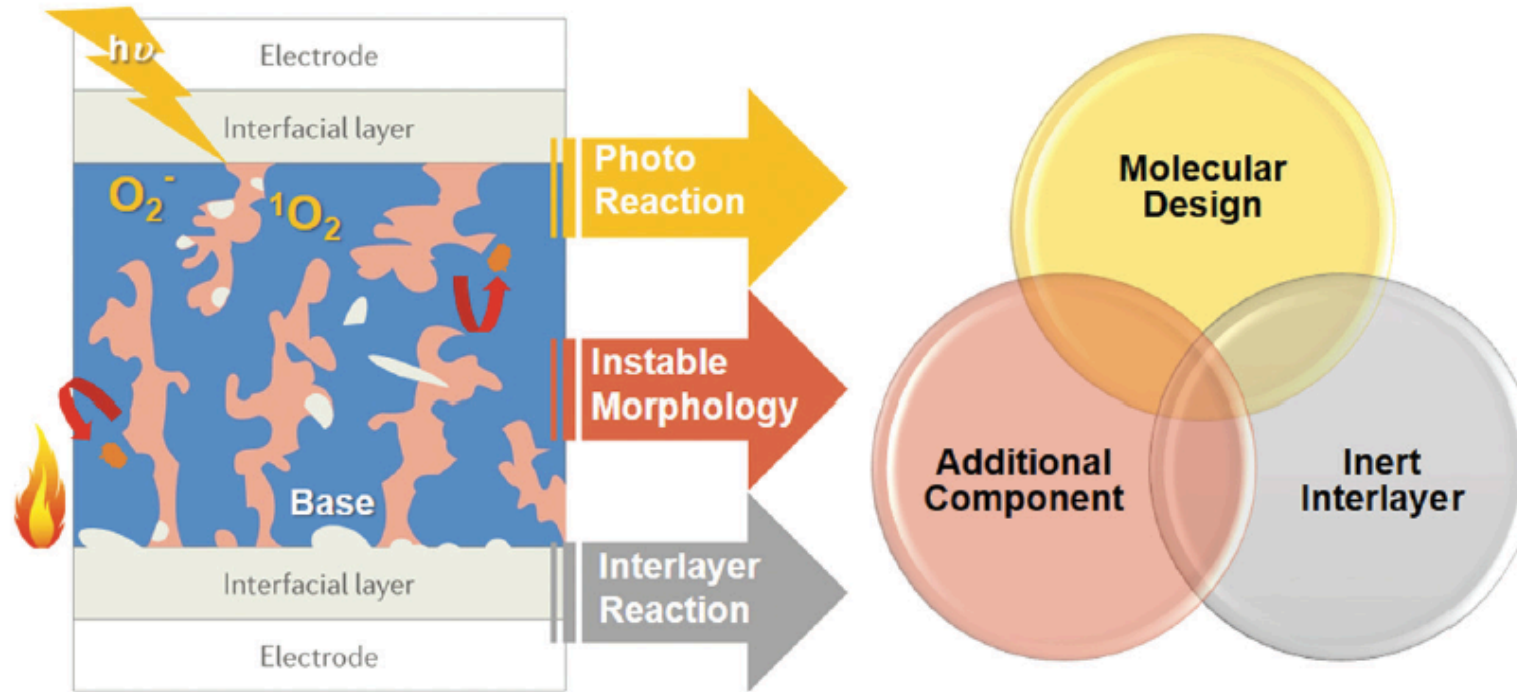 hυ
Electrode
Interfacial layer
O₂⁻
¹O₂
Base
Interfacial layer
Electrode
Photo
Reaction
Instable
Morphology
Interlayer
Reaction
Molecular
Design
Additional
Component
Inert
Interlayer